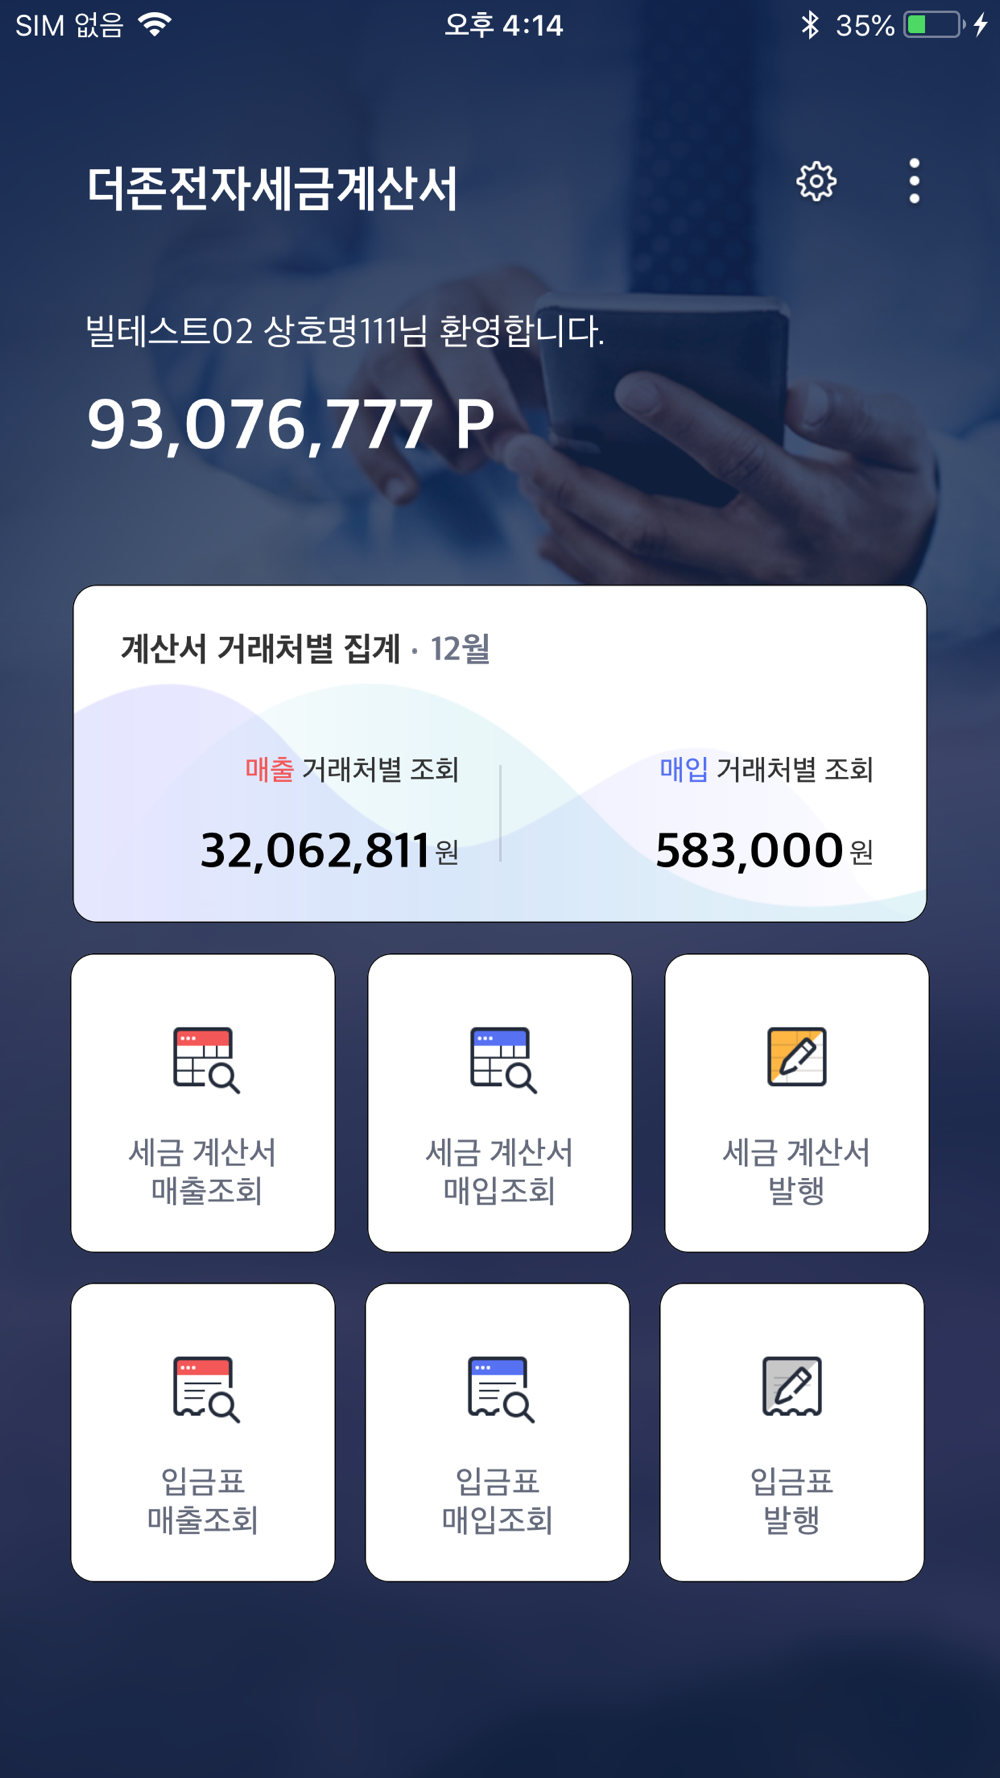 SIM 없음 오후 4:14 35%
더존전자세금계산서
빌테스트02 상호명111님 환영합니다.
93,076,777 P
계산서 거래처별 집계 · 12월
매출 거래처별 조회 매입 거래처별 조회
32,062,811원 583,000원
세금 계산서
매출조회
세금 계산서
매입조회
세금 계산서
발행
입금표
매출조회
입금표
매입조회
입금표
발행